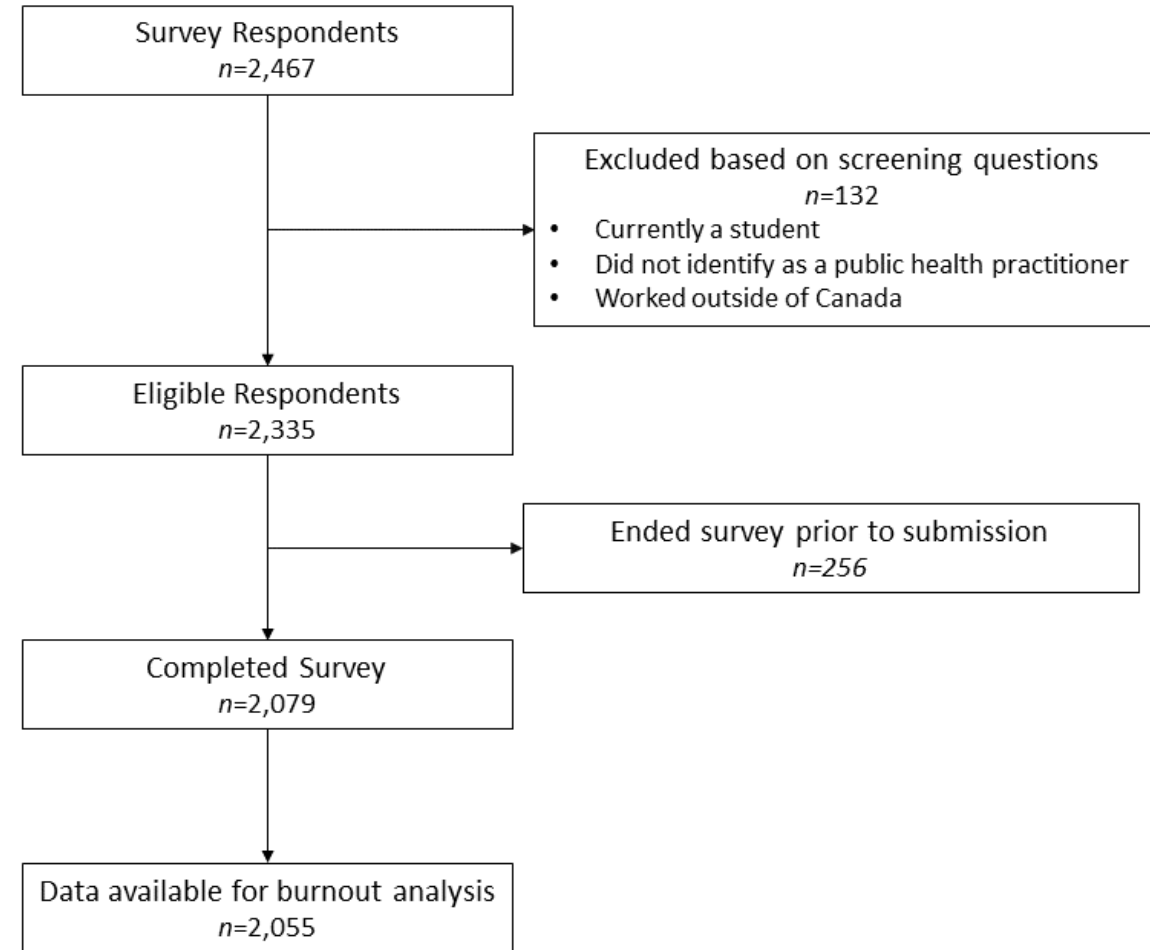 Survey Respondents
n=2,467
Excluded based on screening questions
n=132
• Currently a student
• Did not identify as a public health practitioner
• Worked outside of Canada
Eligible Respondents
n=2,335
Ended survey prior to submission
n=256
Completed Survey
n=2,079
Data available for burnout analysis
n=2,055